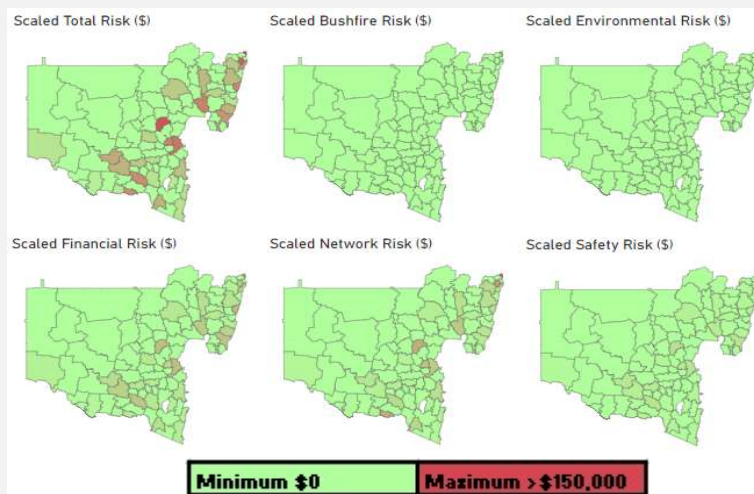 Scaled Total Risk ($)
Scaled Bushfire Risk ($)
Scaled Environmental Risk ($)
Scaled Financial Risk ($)
Scaled Network Risk ($)
Scaled Safety Risk ($)
Minimum $0
Maximum >$150,000